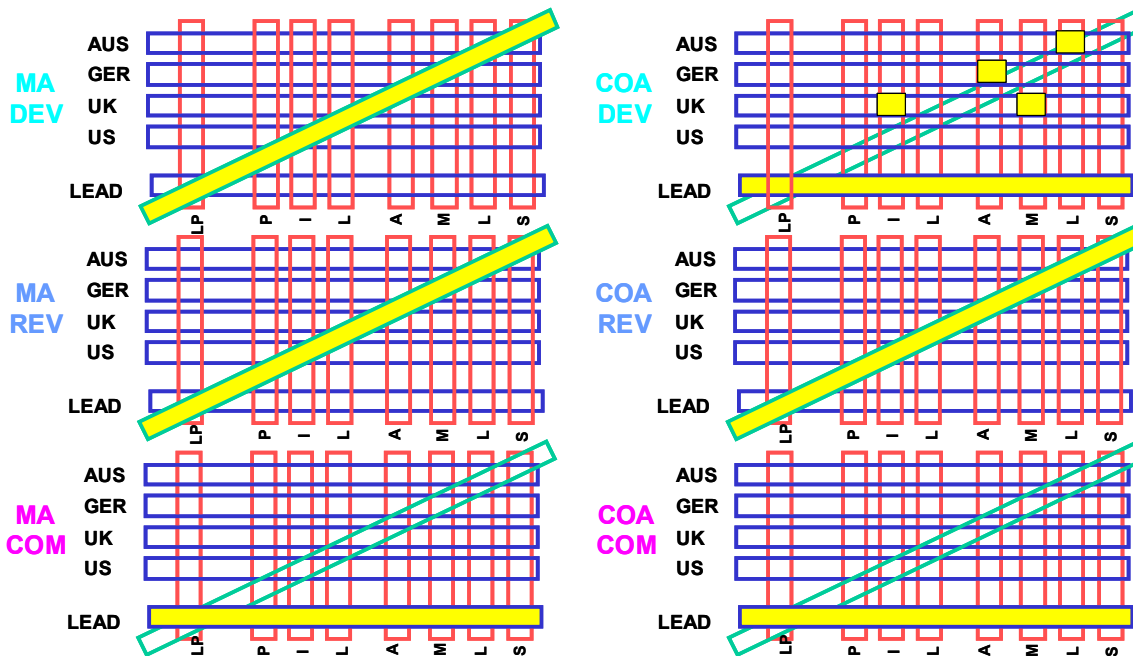 AUS
GER
MA
DEV
UK
US
LEAD
LP P I L A M L S
AUS
GER
COA
DEV
UK
US
LEAD
LP P I L A M L S
AUS
GER
MA
REV
UK
US
LEAD
LP P I L A M L S
AUS
GER
COA
REV
UK
US
LEAD
LP P I L A M L S
AUS
GER
MA
COM
UK
US
LEAD
LP P I L A M L S
AUS
GER
COA
COM
UK
US
LEAD
LP P I L A M L S